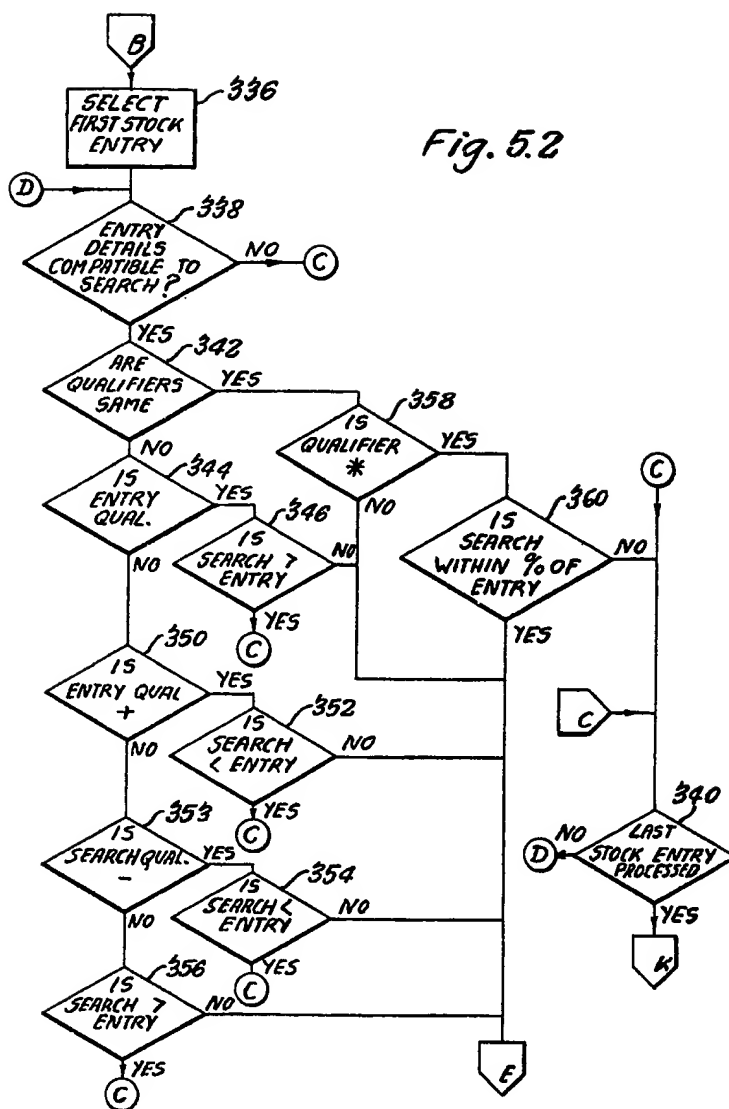 B
336
SELECT
FIRST STOCK
ENTRY
Fig. 5.2
D
338
ENTRY
DETAILS
COMPATIBLE TO
SEARCH?
NO
C
YES
342
ARE
QUALIFIERS
SAME
YES
358
IS
QUALIFIER
*
YES
NO
NO
344
IS
ENTRY
QUAL.
YES
346
IS
SEARCH >
ENTRY
NO
YES
C
NO
360
IS
SEARCH
WITHIN % OF
ENTRY
NO
YES
C
350
IS
ENTRY QUAL
+
YES
352
IS
SEARCH
< ENTRY
NO
YES
C
NO
C
353
IS
SEARCH QUAL.
-
YES
354
IS
SEARCH <
ENTRY
NO
YES
C
NO
340
LAST
STOCK ENTRY
PROCESSED
NO
D
YES
K
356
IS
SEARCH >
ENTRY
NO
YES
C
E